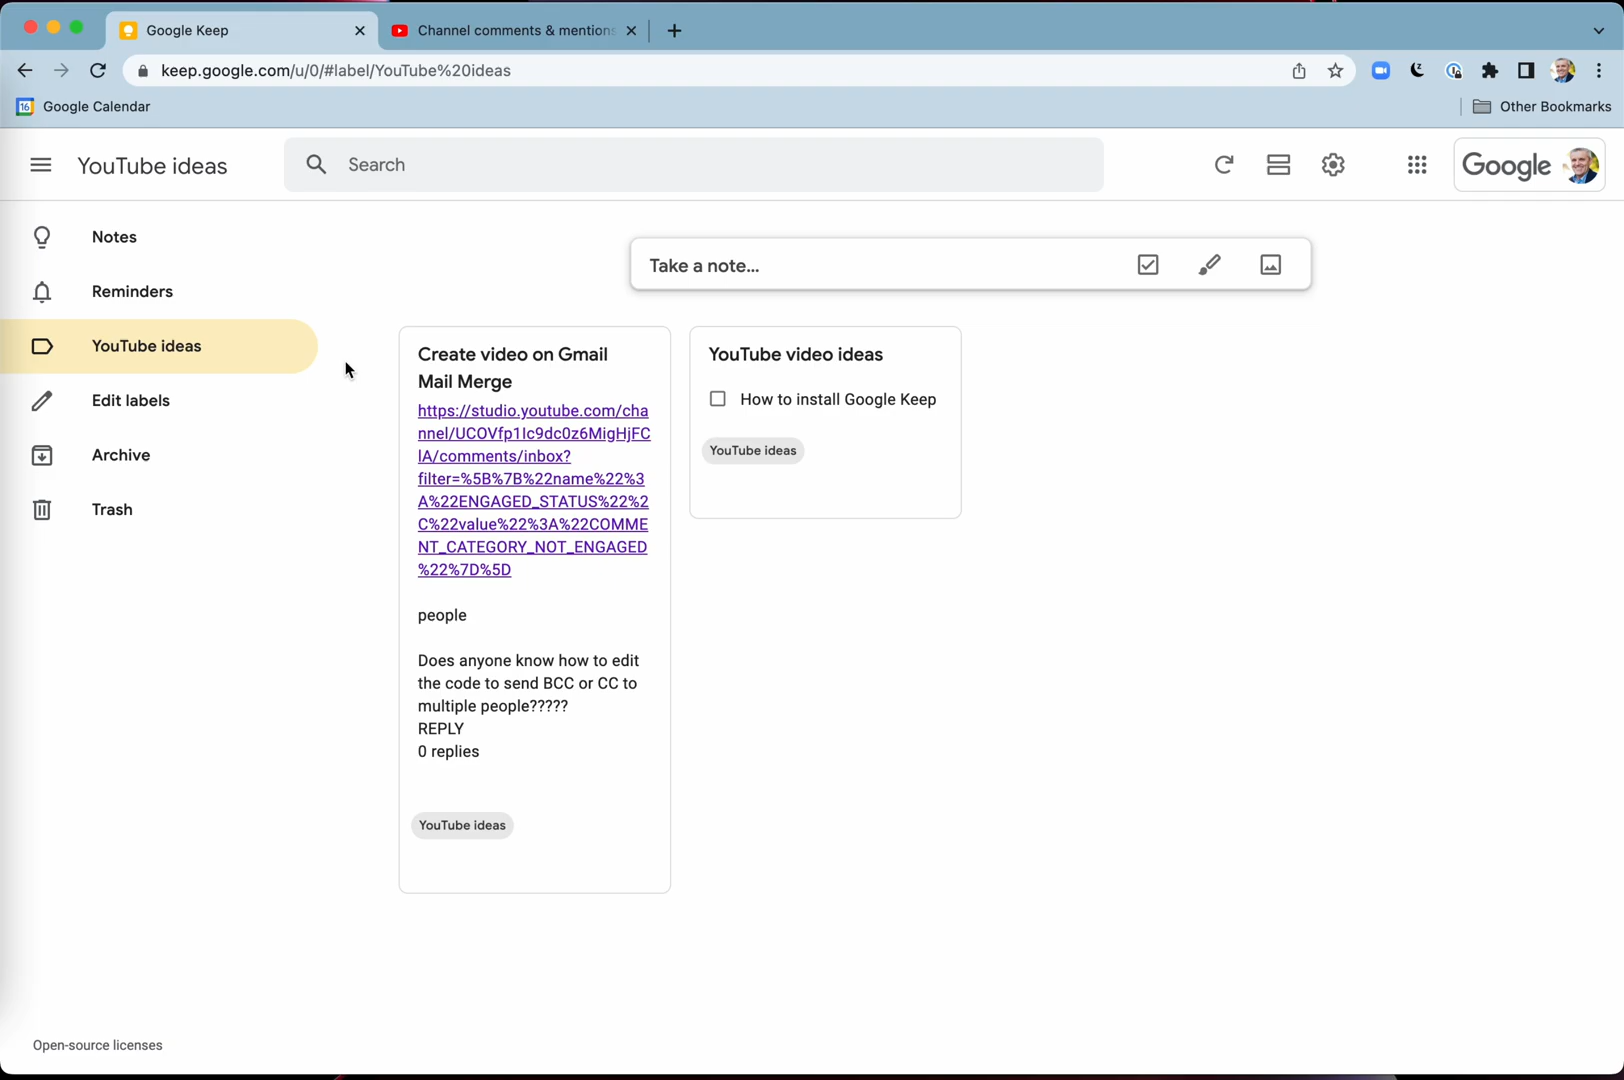 Google Keep
Channel comments & mentions
keep.google.com/u/0/#label/YouTube%20ideas
16
Google Calendar
Other Bookmarks
YouTube ideas
Search
Google
Notes
Reminders
YouTube ideas
Edit labels
Archive
Trash
Take a note...
Create video on Gmail
Mail Merge
https://studio.youtube.com/cha
nnel/UCOVfp1Ic9dc0z6MigHjFC
lA/comments/inbox?
filter=%5B%7B%22name%22%3
A%22ENGAGED_STATUS%22%2
C%22value%22%3A%22COMME
NT_CATEGORY_NOT_ENGAGED
%22%7D%5D
people
Does anyone know how to edit
the code to send BCC or CC to
multiple people?????
REPLY
0 replies
YouTube ideas
YouTube video ideas
How to install Google Keep
YouTube ideas
Open-source licenses